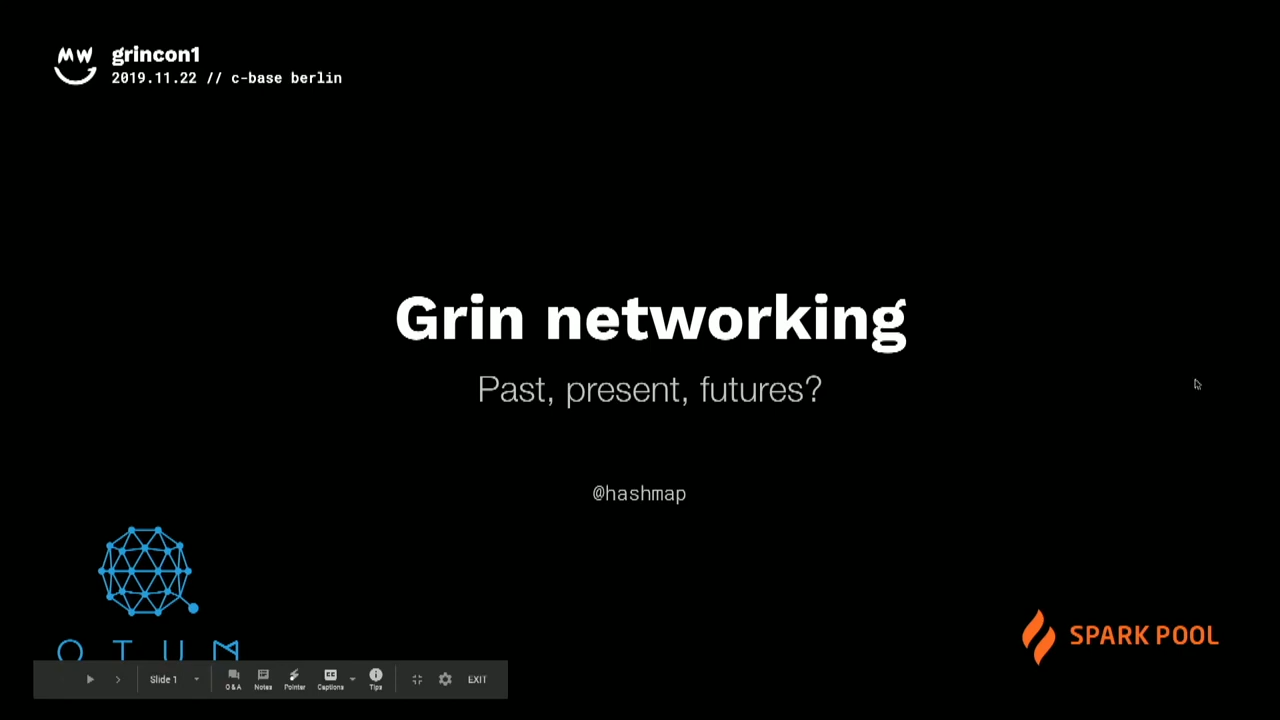 MW
grincon1
2019.11.22 // c-base berlin
Grin networking
Past, present, futures?
@hashmap
SPARK POOL
Slide 1
Q & A
Notes
Pointer
Captions
Tips
EXIT